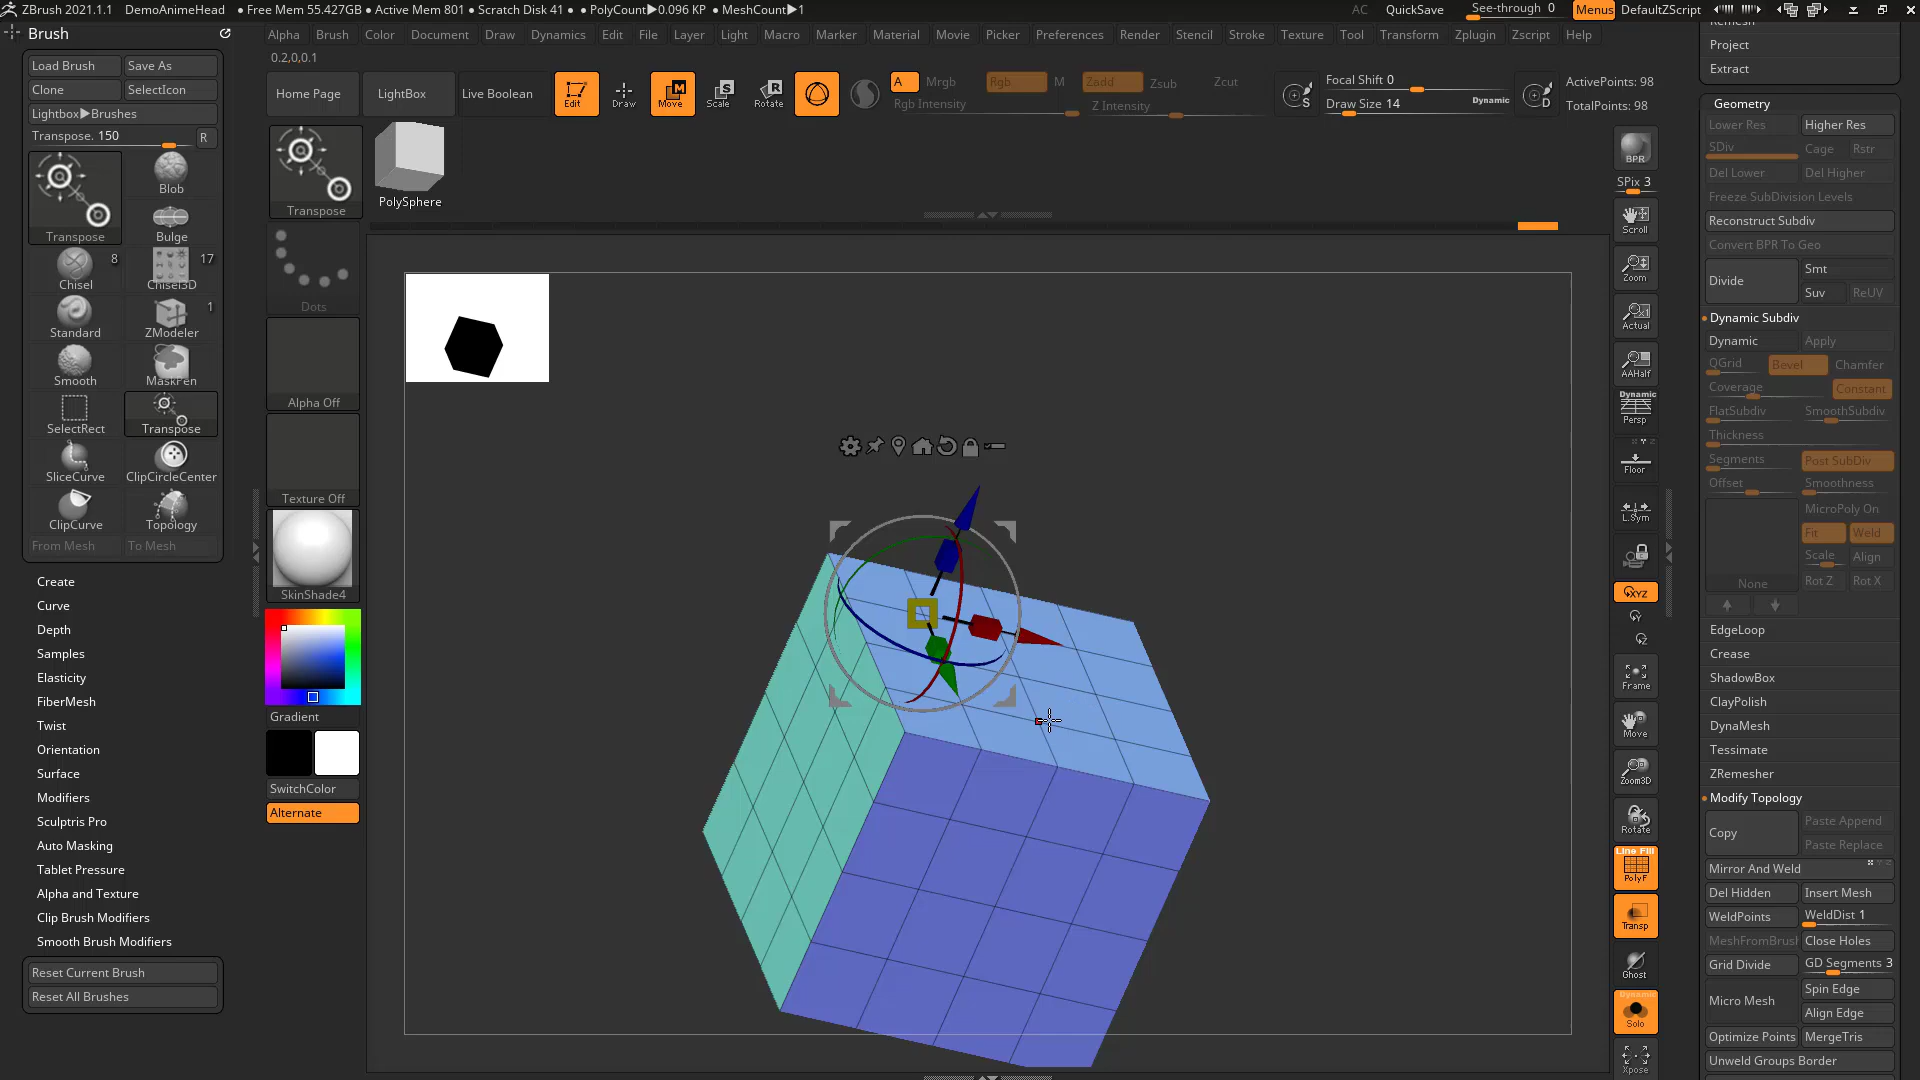 ZBrush 2021.1.1 DemoAnimeHead • Free Mem 55.427GB • Active Mem 801 • Scratch Disk 41 • PolyCount▶0.096 KP • MeshCount▶1 AC QuickSave See-through 0 Menus DefaultZScript
Brush
Alpha Brush Color Document Draw Dynamics Edit File Layer Light Macro Marker Material Movie Picker Preferences Render Stencil Stroke Texture Tool Transform Zplugin Zscript Help
0.2,0,0.1
Load Brush Save As
Clone SelectIcon
Lightbox▶Brushes
Transpose. 150 R
Transpose
Blob
Bulge
Chisel 8
Chisel3D 17
Standard
ZModeler 1
Smooth
MaskPen
SelectRect
Transpose
SliceCurve
ClipCircleCenter
ClipCurve
Topology
From Mesh To Mesh
Create
Curve
Depth
Samples
Elasticity
FiberMesh
Twist
Orientation
Surface
Modifiers
Sculptris Pro
Auto Masking
Tablet Pressure
Alpha and Texture
Clip Brush Modifiers
Smooth Brush Modifiers
Reset Current Brush
Reset All Brushes
Home Page LightBox Live Boolean
Edit Draw Move Scale Rotate
A Mrgb Rgb M Zadd Zsub Zcut
Rgb Intensity Z Intensity
S Focal Shift 0
Draw Size 14 Dynamic
D
ActivePoints: 98
TotalPoints: 98
Transpose
PolySphere
Dots
Alpha Off
Texture Off
SkinShade4
Gradient
SwitchColor
Alternate
BPR
SPix 3
Scroll
Zoom
Actual
AAHalf
Dynamic
Persp
Floor
L.Sym
XYZ
Frame
Move
Zoom3D
Rotate
Line Fill
PolyF
Transp
Ghost
Dynamic
Solo
Xpose
Project
Extract
Geometry
Lower Res Higher Res
SDiv Cage Rstr
Del Lower Del Higher
Freeze SubDivision Levels
Reconstruct Subdiv
Convert BPR To Geo
Divide Smt
Suv ReUV
Dynamic Subdiv
Dynamic Apply
QGrid Bevel Chamfer
Coverage Constant
FlatSubdiv SmoothSubdiv
Thickness
Segments Post SubDiv
Offset Smoothness
MicroPoly On
Fit Weld
Scale Align
None Rot Z Rot X
EdgeLoop
Crease
ShadowBox
ClayPolish
DynaMesh
Tessimate
ZRemesher
Modify Topology
Copy Paste Append
Paste Replace
Mirror And Weld
Del Hidden Insert Mesh
WeldPoints WeldDist 1
MeshFromBrush Close Holes
Grid Divide GD Segments 3
Micro Mesh Spin Edge
Align Edge
Optimize Points MergeTris
Unweld Groups Border